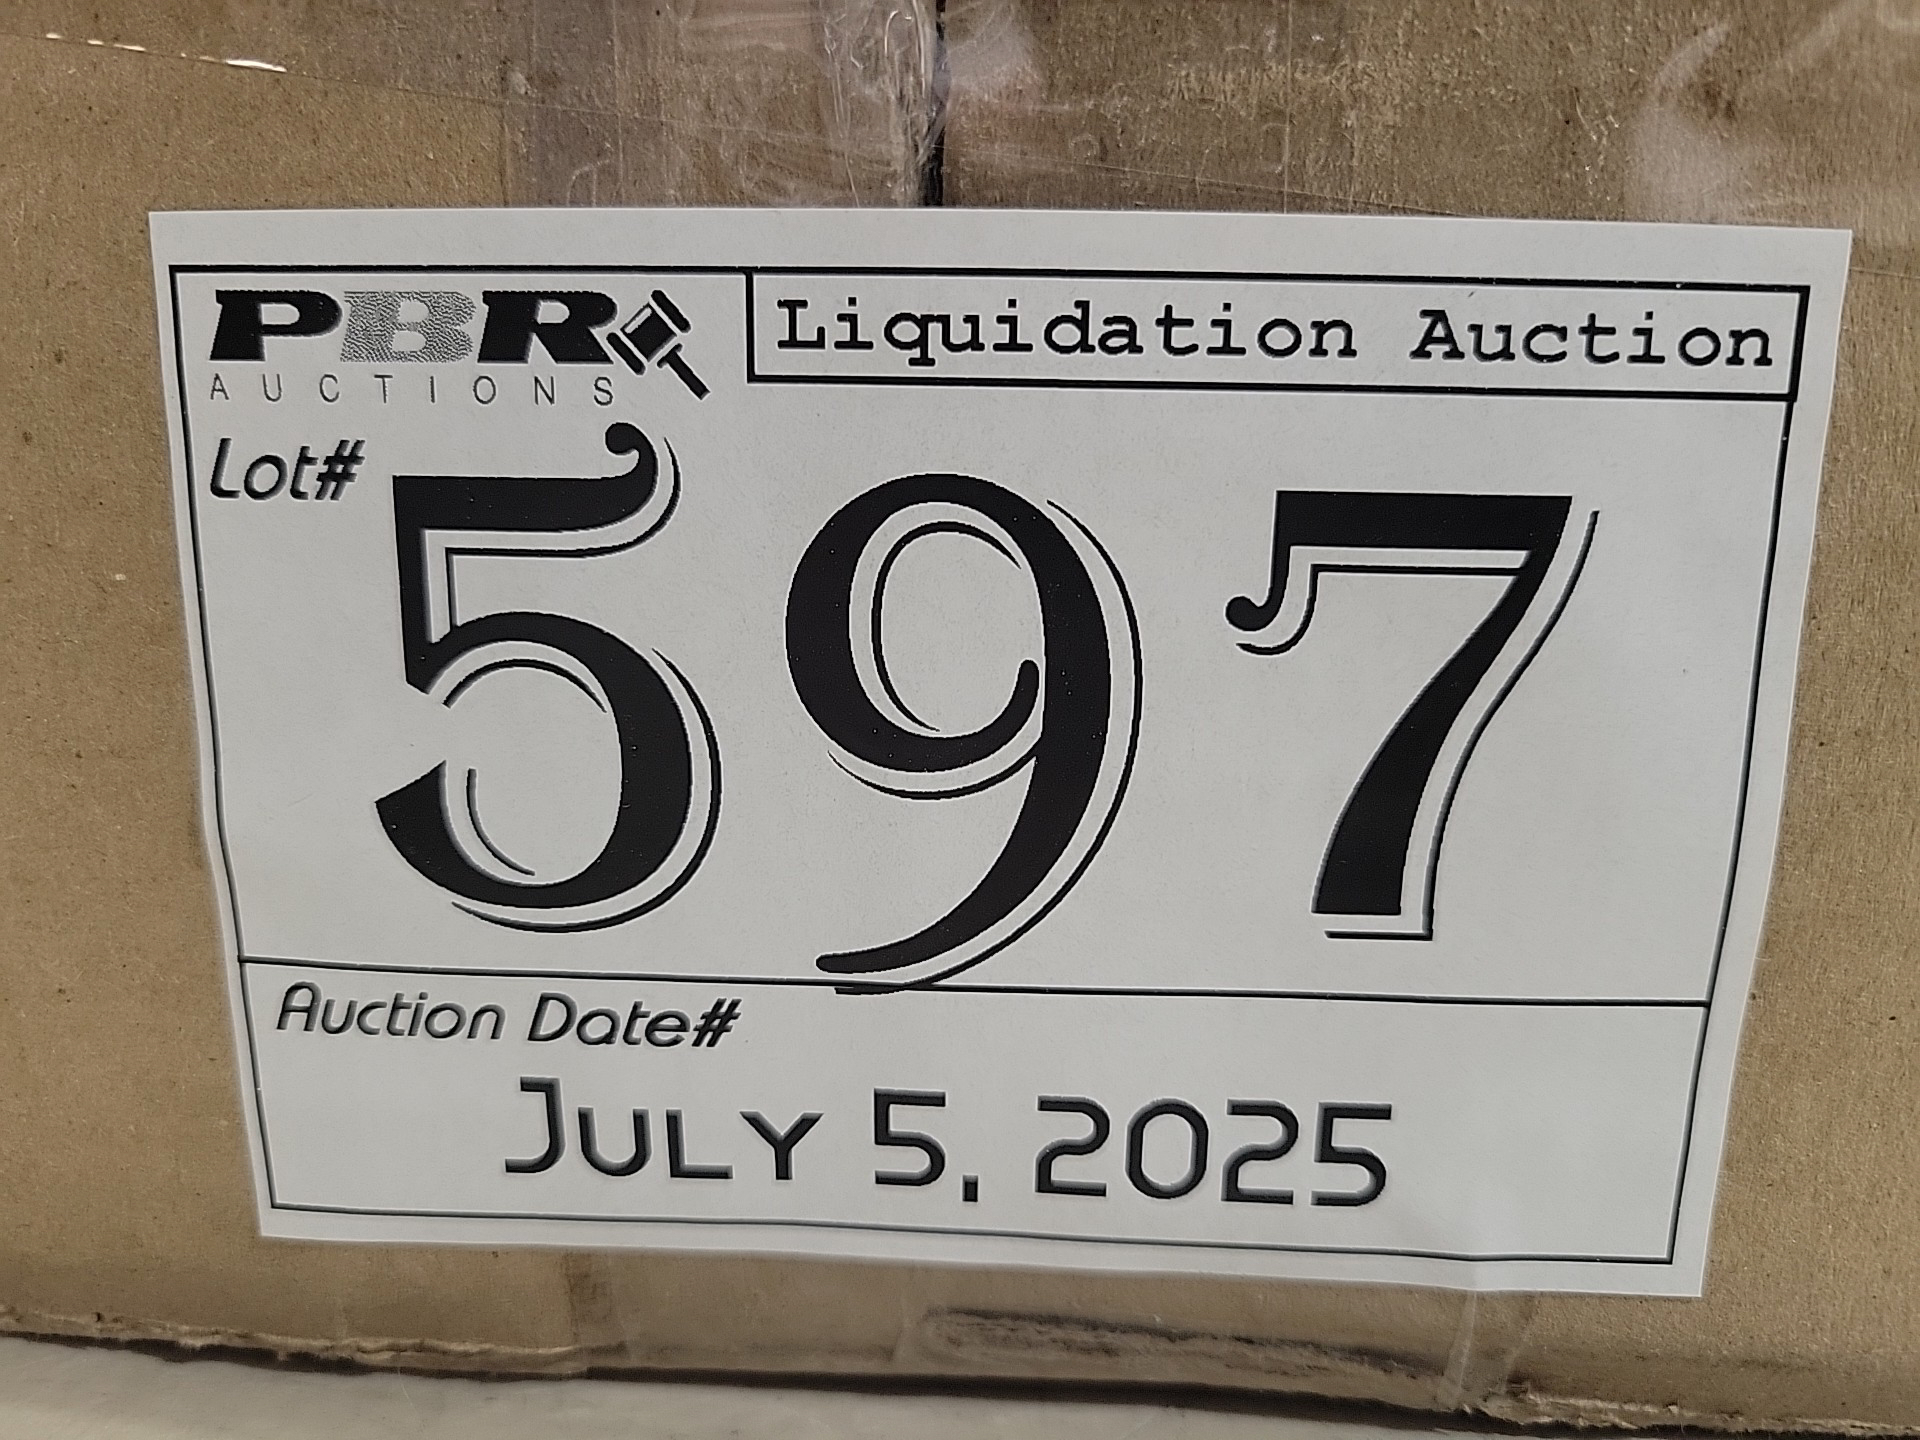 PBR
AUCTIONS
Liquidation Auction
Lot#
597
Auction Date#
July 5, 2025